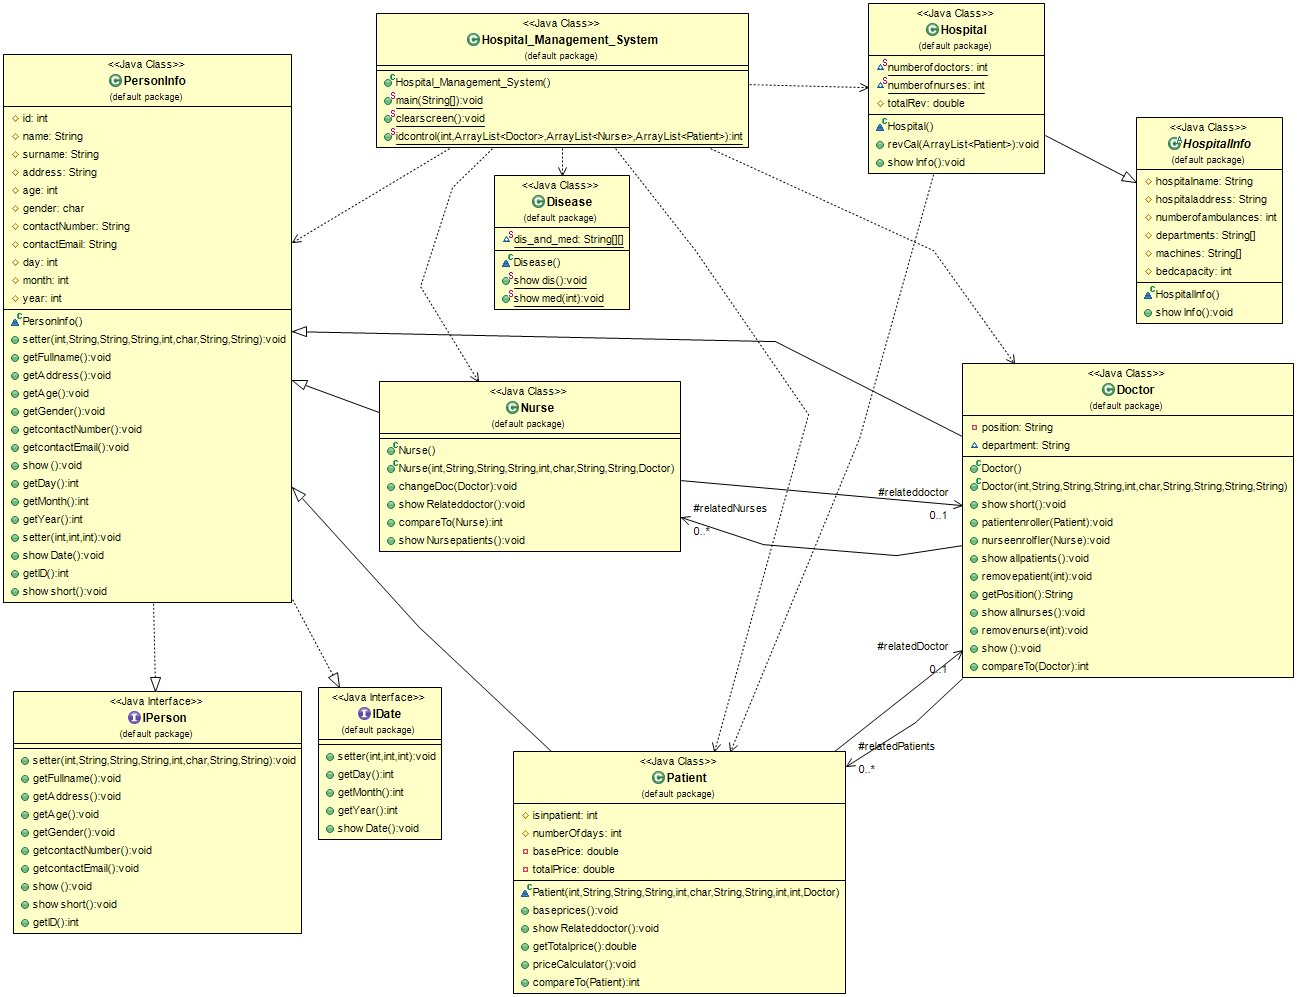 <<Java Class>>
Hospital_Management_System
(default package)
Hospital_Management_System()
main(String[]):void
clearscreen():void
idcontrol(int,ArrayList<Doctor>,ArrayList<Nurse>,ArrayList<Patient>):int
<<Java Class>>
Hospital
(default package)
numberofdoctors: int
numberofnurses: int
totalRev: double
Hospital()
revCal(ArrayList<Patient>):void
show Info():void
<<Java Class>>
HospitalInfo
(default package)
hospitalname: String
hospitaladdress: String
numberofambulances: int
departments: String[]
machines: String[]
bedcapacity: int
HospitalInfo()
show Info():void
<<Java Class>>
PersonInfo
(default package)
id: int
name: String
surname: String
address: String
age: int
gender: char
contactNumber: String
contactEmail: String
day: int
month: int
year: int
PersonInfo()
setter(int,String,String,String,int,char,String,String):void
getFullname():void
getAddress():void
getAge():void
getGender():void
getcontactNumber():void
getcontactEmail():void
show ():void
getDay():int
getMonth():int
getYear():int
setter(int,int,int):void
show Date():void
getID():int
show short():void
<<Java Class>>
Disease
(default package)
dis_and_med: String[][]
Disease()
show dis():void
show med(int):void
<<Java Class>>
Nurse
(default package)
Nurse()
Nurse(int,String,String,String,int,char,String,String,Doctor)
changeDoc(Doctor):void
show Relateddoctor():void
compareTo(Nurse):int
show Nursepatients():void
#relateddoctor
0..1
#relatedNurses
0..*
<<Java Class>>
Doctor
(default package)
position: String
department: String
Doctor()
Doctor(int,String,String,String,int,char,String,String,String,String)
show short():void
patientenroller(Patient):void
nurseenrolfler(Nurse):void
show allpatients():void
removepatient(int):void
getPosition():String
show allnurses():void
removenurse(int):void
show ():void
compareTo(Doctor):int
#relatedDoctor
0..1
#relatedPatients
0..*
<<Java Interface>>
IPerson
(default package)
setter(int,String,String,String,int,char,String,String):void
getFullname():void
getAddress():void
getAge():void
getGender():void
getcontactNumber():void
getcontactEmail():void
show ():void
show short():void
getID():int
<<Java Interface>>
IDate
(default package)
setter(int,int,int):void
getDay():int
getMonth():int
getYear():int
show Date():void
<<Java Class>>
Patient
(default package)
isinpatient: int
numberOfdays: int
basePrice: double
totalPrice: double
Patient(int,String,String,String,int,char,String,String,int,int,Doctor)
baseprices():void
show Relateddoctor():void
getTotalprice():double
priceCalculator():void
compareTo(Patient):int